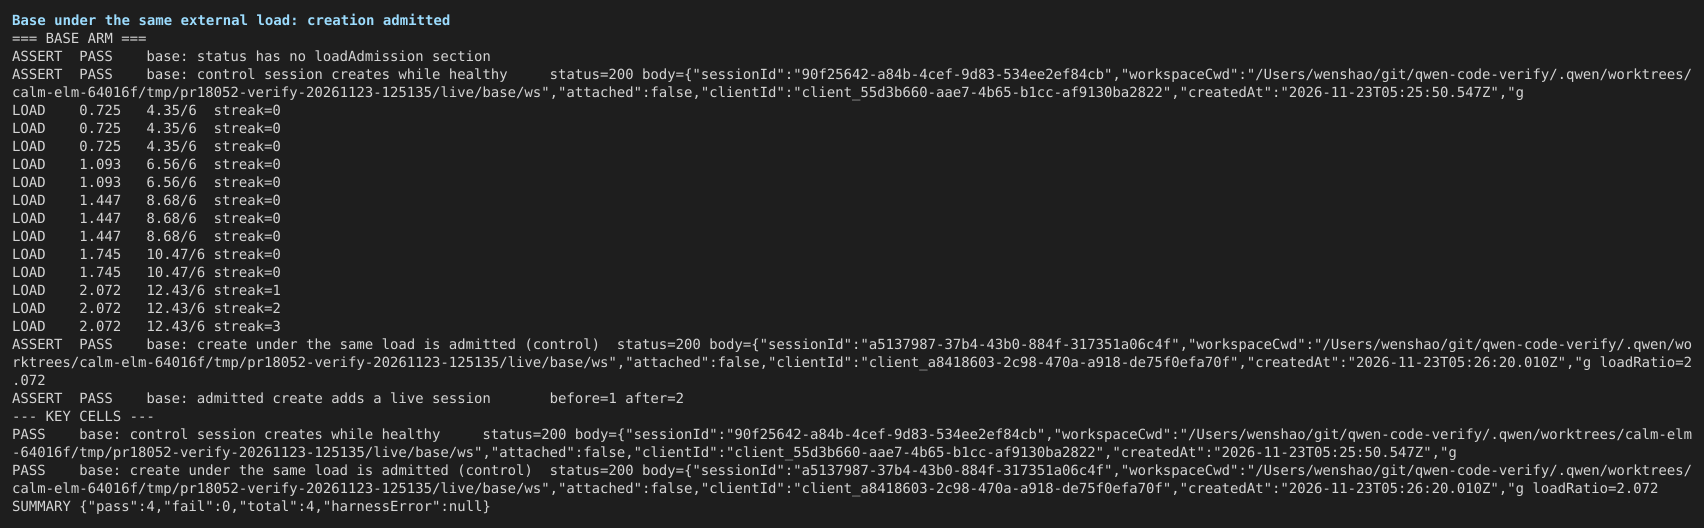 Base under the same external load: creation admitted
=== BASE ARM ===
ASSERT  PASS    base: status has no loadAdmission section
ASSERT  PASS    base: control session creates while healthy     status=200 body={"sessionId":"90f25642-a84b-4cef-9d83-534ee2ef84cb","workspaceCwd":"/Users/wenshao/git/qwen-code-verify/.qwen/worktrees/
calm-elm-64016f/tmp/pr18052-verify-20261123-125135/live/base/ws","attached":false,"clientId":"client_55d3b660-aae7-4b65-b1cc-af9130ba2822","createdAt":"2026-11-23T05:25:50.547Z","g
LOAD    0.725   4.35/6  streak=0
LOAD    0.725   4.35/6  streak=0
LOAD    0.725   4.35/6  streak=0
LOAD    1.093   6.56/6  streak=0
LOAD    1.093   6.56/6  streak=0
LOAD    1.447   8.68/6  streak=0
LOAD    1.447   8.68/6  streak=0
LOAD    1.447   8.68/6  streak=0
LOAD    1.745   10.47/6 streak=0
LOAD    1.745   10.47/6 streak=0
LOAD    2.072   12.43/6 streak=1
LOAD    2.072   12.43/6 streak=2
LOAD    2.072   12.43/6 streak=3
ASSERT  PASS    base: create under the same load is admitted (control)  status=200 body={"sessionId":"a5137987-37b4-43b0-884f-317351a06c4f","workspaceCwd":"/Users/wenshao/git/qwen-code-verify/.qwen/wo
rktrees/calm-elm-64016f/tmp/pr18052-verify-20261123-125135/live/base/ws","attached":false,"clientId":"client_a8418603-2c98-470a-a918-de75f0efa70f","createdAt":"2026-11-23T05:26:20.010Z","g loadRatio=2
.072
ASSERT  PASS    base: admitted create adds a live session       before=1 after=2
--- KEY CELLS ---
PASS    base: control session creates while healthy     status=200 body={"sessionId":"90f25642-a84b-4cef-9d83-534ee2ef84cb","workspaceCwd":"/Users/wenshao/git/qwen-code-verify/.qwen/worktrees/calm-elm
-64016f/tmp/pr18052-verify-20261123-125135/live/base/ws","attached":false,"clientId":"client_55d3b660-aae7-4b65-b1cc-af9130ba2822","createdAt":"2026-11-23T05:25:50.547Z","g
PASS    base: create under the same load is admitted (control)  status=200 body={"sessionId":"a5137987-37b4-43b0-884f-317351a06c4f","workspaceCwd":"/Users/wenshao/git/qwen-code-verify/.qwen/worktrees/
calm-elm-64016f/tmp/pr18052-verify-20261123-125135/live/base/ws","attached":false,"clientId":"client_a8418603-2c98-470a-a918-de75f0efa70f","createdAt":"2026-11-23T05:26:20.010Z","g loadRatio=2.072
SUMMARY {"pass":4,"fail":0,"total":4,"harnessError":null}